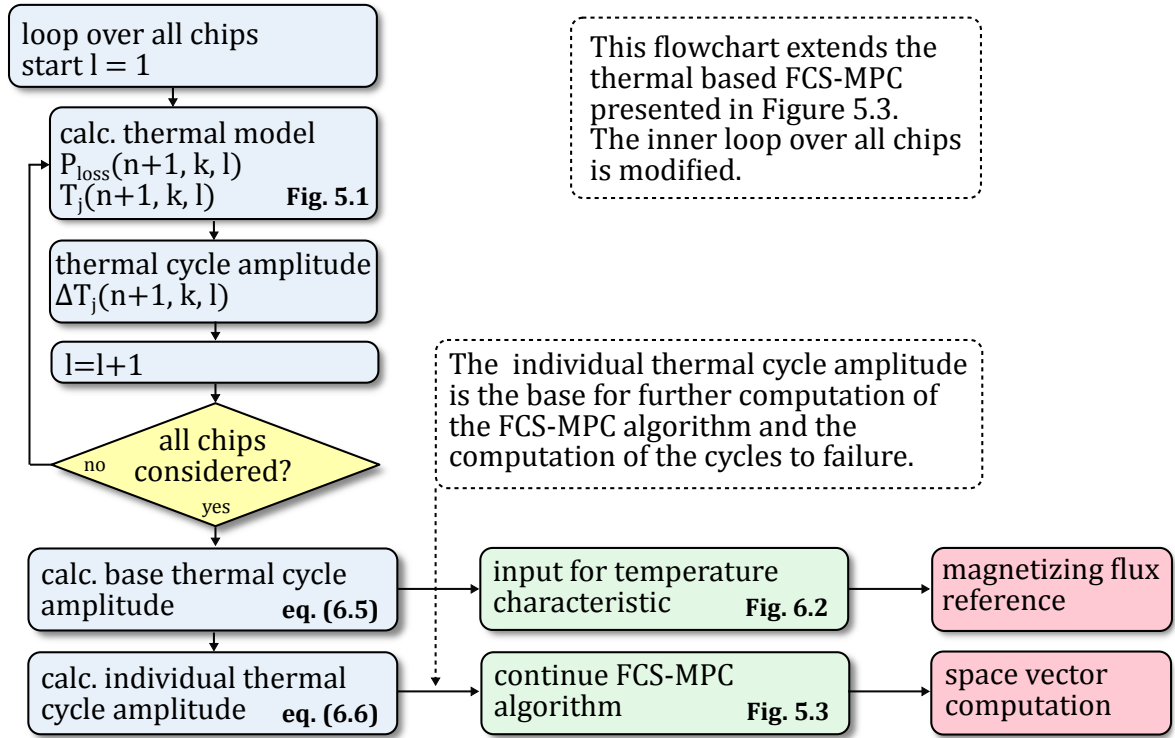 loop over all chips
start l = 1
This flowchart extends the
thermal based FCS-MPC
presented in Figure 5.3.
The inner loop over all chips
is modified.
calc. thermal model
P_loss(n+1, k, l)
T_j(n+1, k, l) Fig. 5.1
thermal cycle amplitude
ΔT_j(n+1, k, l)
l=l+1
The individual thermal cycle amplitude
is the base for further computation of
the FCS-MPC algorithm and the
computation of the cycles to failure.
all chips
no considered?
yes
calc. base thermal cycle
amplitude eq. (6.5)
input for temperature
characteristic Fig. 6.2
magnetizing flux
reference
calc. individual thermal
cycle amplitude eq. (6.6)
continue FCS-MPC
algorithm Fig. 5.3
space vector
computation